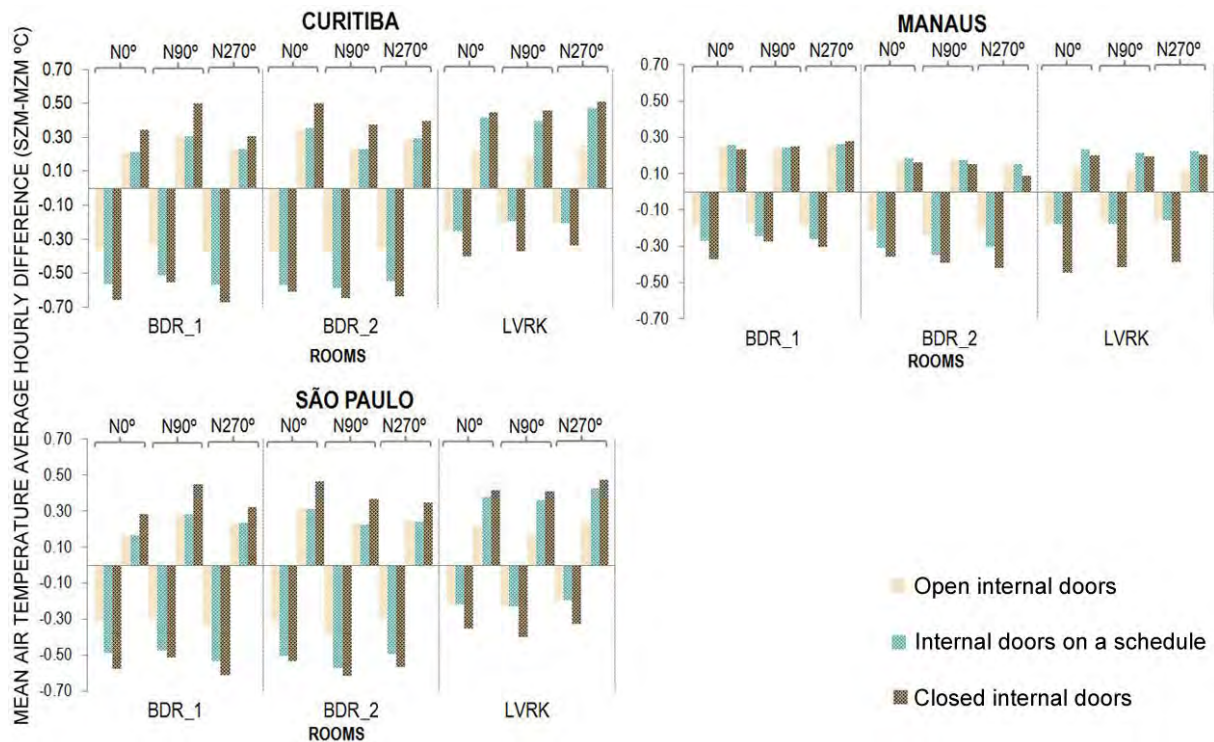 MEAN AIR TEMPERATURE AVERAGE HOURLY DIFFERENCE (SZM-MZM ºC)
CURITIBA
N0º N90º N270º N0º N90º N270º N0º N90º N270º
0.70
0.50
0.30
0.10
-0.10
-0.30
-0.50
-0.70
BDR_1 BDR_2 LVRK
ROOMS
MANAUS
N0º N90º N270º N0º N90º N270º N0º N90º N270º
0.70
0.50
0.30
0.10
-0.10
-0.30
-0.50
-0.70
BDR_1 BDR_2 LVRK
ROOMS
SÃO PAULO
N0º N90º N270º N0º N90º N270º N0º N90º N270º
0.70
0.50
0.30
0.10
-0.10
-0.30
-0.50
-0.70
BDR_1 BDR_2 LVRK
ROOMS
Open internal doors
Internal doors on a schedule
Closed internal doors